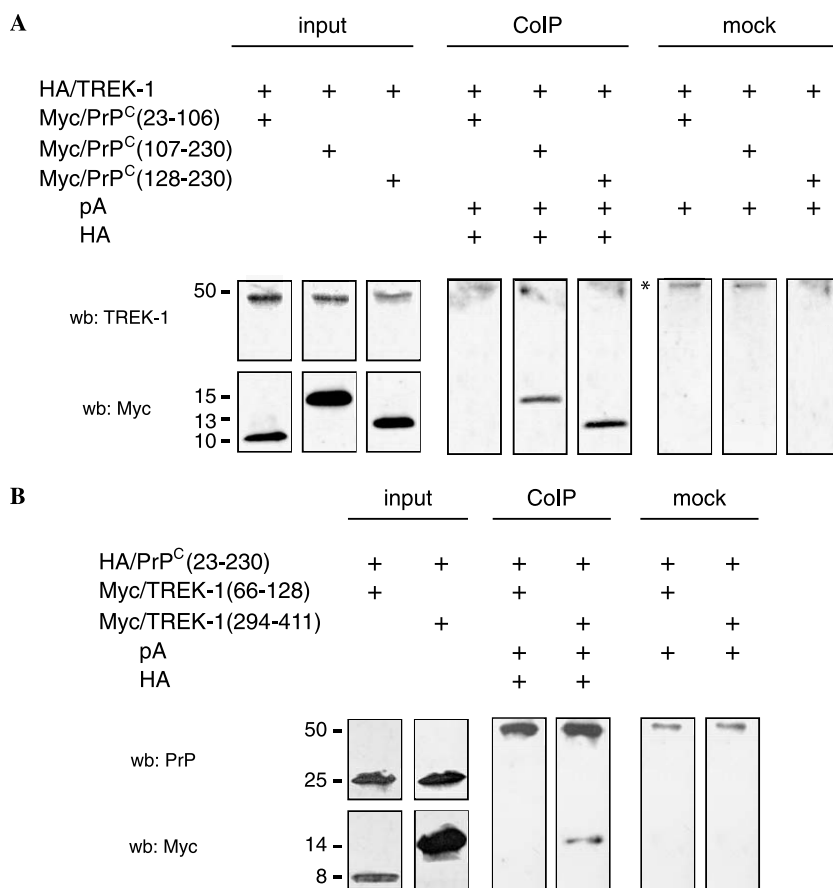 A
input CoIP mock
HA/TREK-1 + + + + + + + + +
Myc/PrPC(23-106) + + +
Myc/PrPC(107-230) + + +
Myc/PrPC(128-230) + + +
pA + + + + + +
HA + + +
50 *
wb: TREK-1
15
wb: Myc
13
10
B
input CoIP mock
HA/PrPC(23-230) + + + + + +
Myc/TREK-1(66-128) + + +
Myc/TREK-1(294-411) + + +
pA + + + +
HA + +
50
wb: PrP
25
14
wb: Myc
8